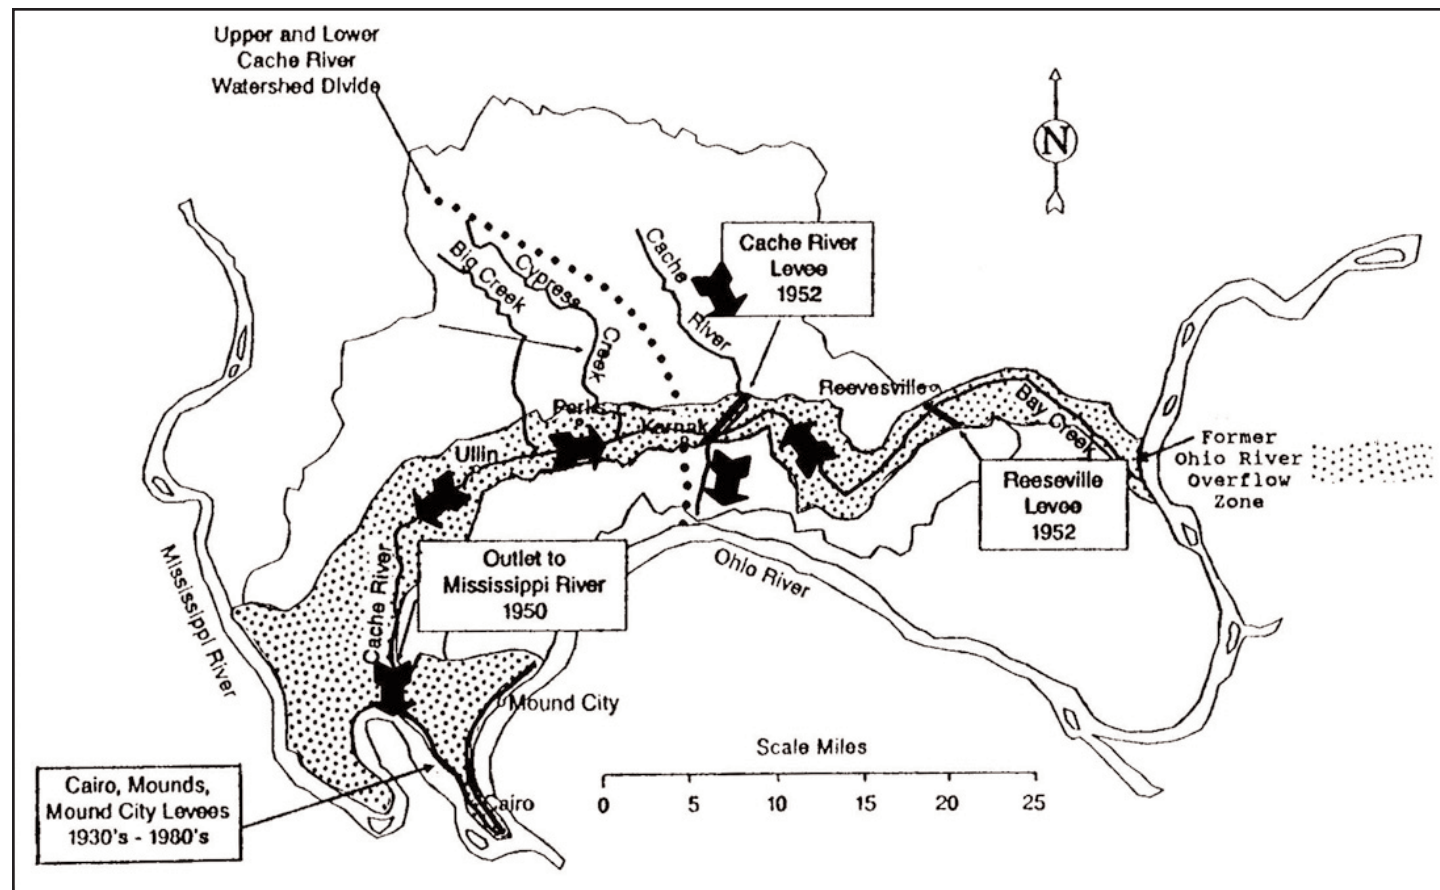 Upper and Lower
Cache River
Watershed Divide
N
Big Creek
Cypress
Creek
Cache
River
Cache River
Levee
1952
Reevesville
Bay Creek
Former
Ohio River
Overflow
Zone
Perks
Karnak
Ullin
Reeseville
Levee
1952
Outlet to
Mississippi River
1950
Ohio River
Cache River
Mississippi River
Mound City
Scale Miles
0 5 10 15 20 25
Cairo, Mounds,
Mound City Levees
1930's - 1980's
Cairo